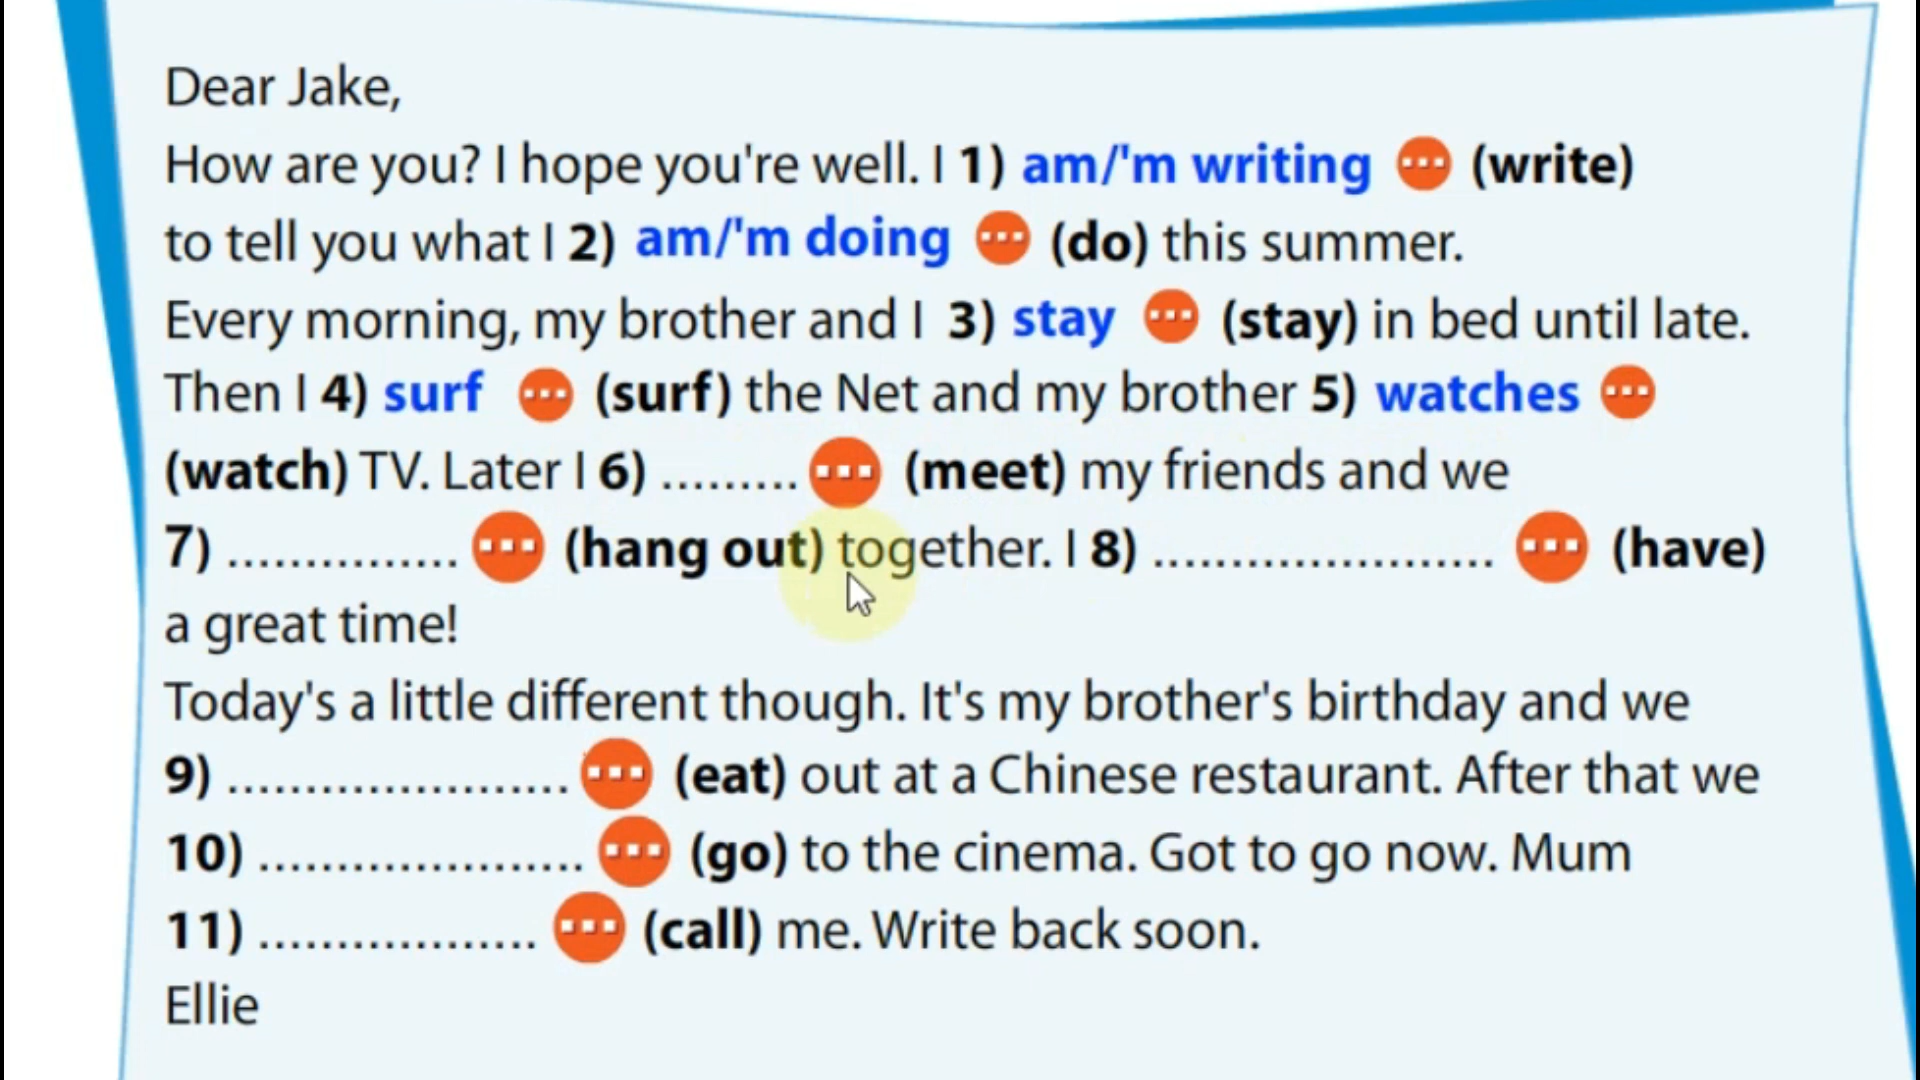 Dear Jake,
How are you? I hope you're well. I 1) am/'m writing ... (write)
to tell you what I 2) am/'m doing ... (do) this summer.
Every morning, my brother and I 3) stay ... (stay) in bed until late.
Then I 4) surf ... (surf) the Net and my brother 5) watches ...
(watch) TV. Later I 6) ......... ... (meet) my friends and we
7) ............... ... (hang out) together. I 8) ...................... ... (have)
a great time!
Today's a little different though. It's my brother's birthday and we
9) ...................... ... (eat) out at a Chinese restaurant. After that we
10) ..................... ... (go) to the cinema. Got to go now. Mum
11) .................. ... (call) me. Write back soon.
Ellie